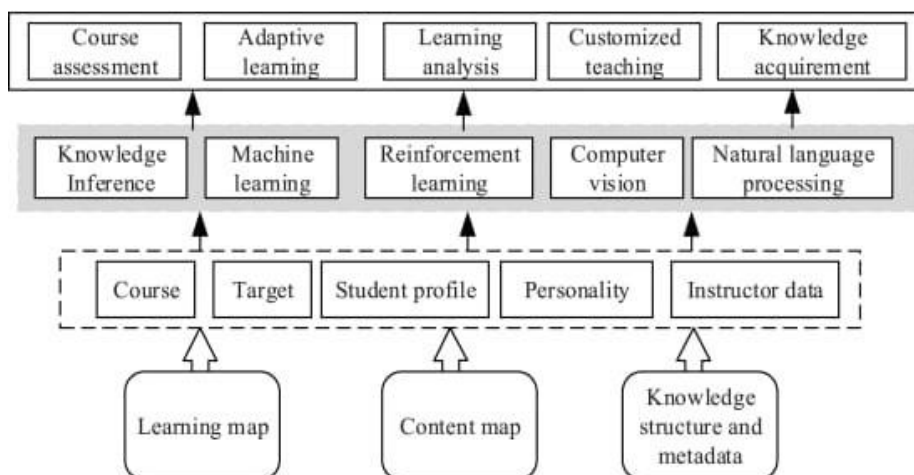 Course
assessment
Adaptive
learning
Learning
analysis
Customized
teaching
Knowledge
acquirement
Knowledge
Inference
Machine
learning
Reinforcement
learning
Computer
vision
Natural language
processing
Course
Target
Student profile
Personality
Instructor data
Learning map
Content map
Knowledge
structure and
metadata